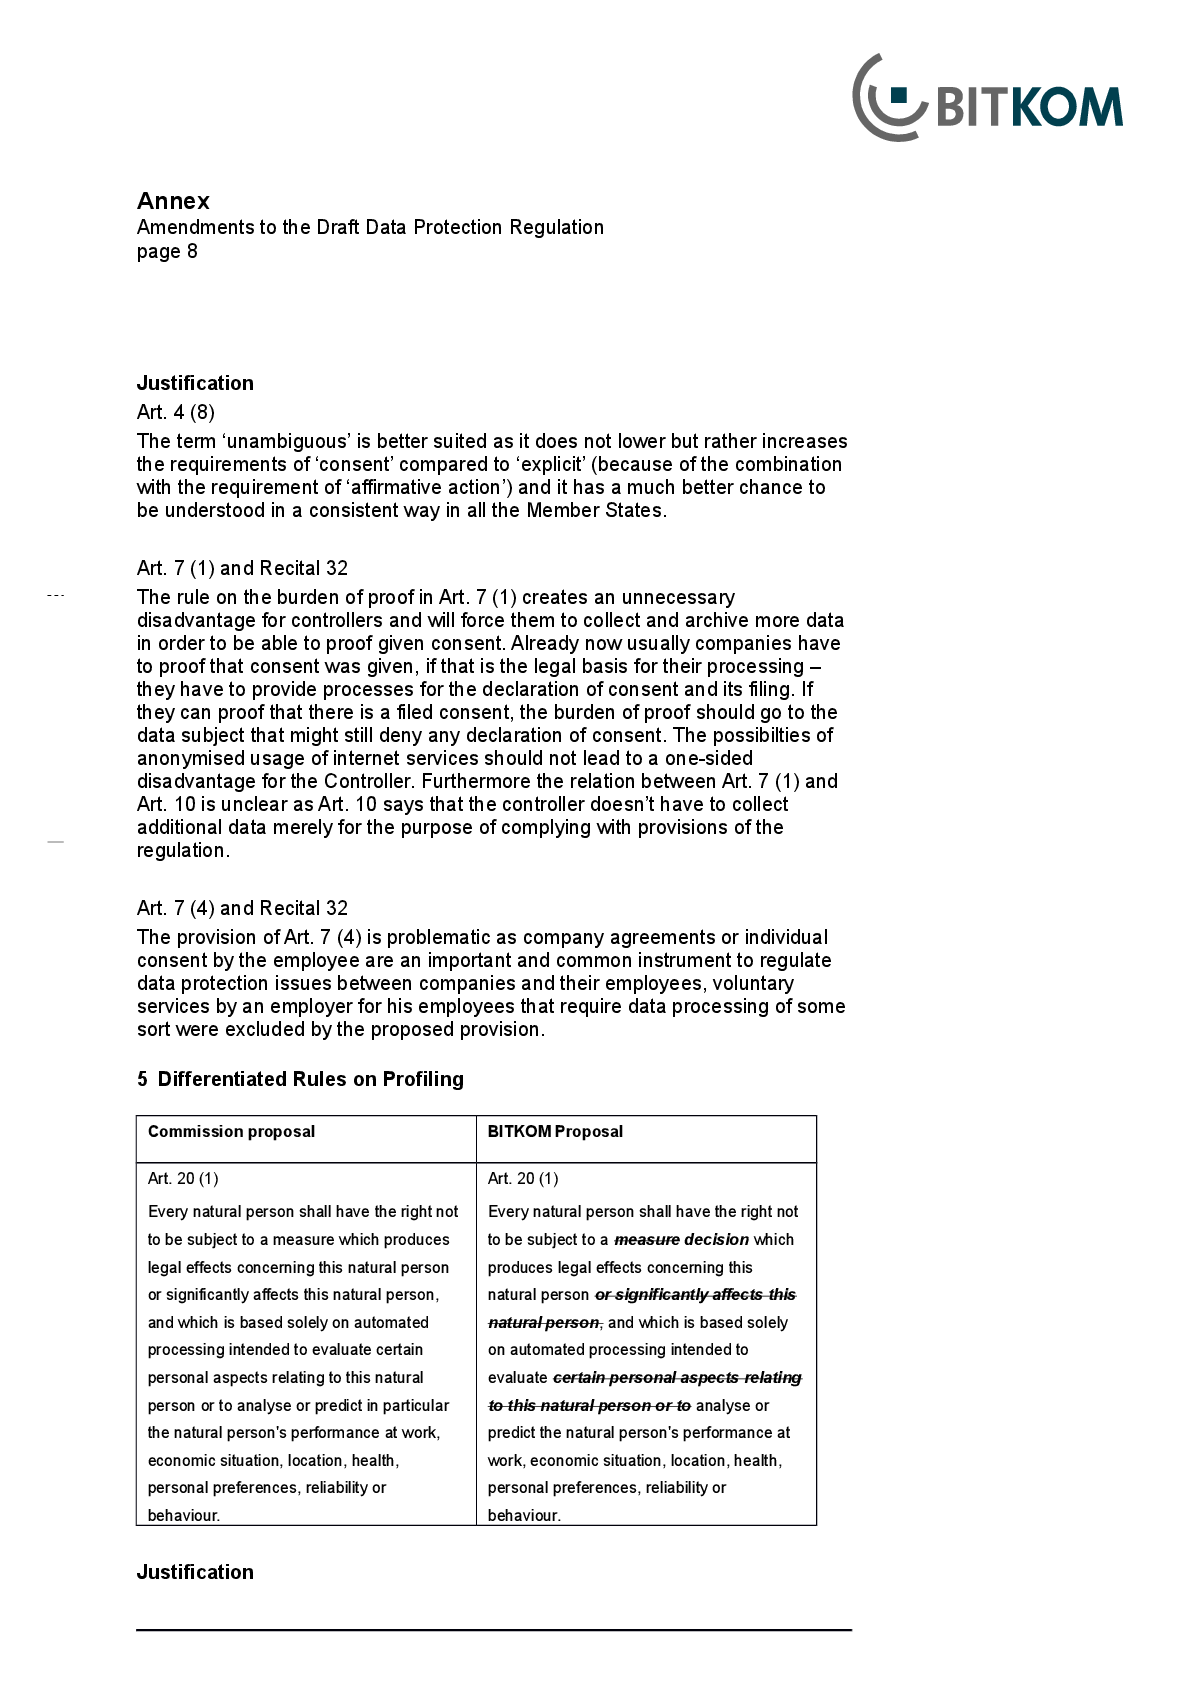 BITKOM
Annex
Amendments to the Draft Data Protection Regulation
page 8
Justification
Art. 4 (8)
The term ‘unambiguous’ is better suited as it does not lower but rather increases
the requirements of ‘consent’ compared to ‘explicit’ (because of the combination
with the requirement of ‘affirmative action’) and it has a much better chance to
be understood in a consistent way in all the Member States.
Art. 7 (1) and Recital 32
The rule on the burden of proof in Art. 7 (1) creates an unnecessary
disadvantage for controllers and will force them to collect and archive more data
in order to be able to proof given consent. Already now usually companies have
to proof that consent was given, if that is the legal basis for their processing –
they have to provide processes for the declaration of consent and its filing. If
they can proof that there is a filed consent, the burden of proof should go to the
data subject that might still deny any declaration of consent. The possibilties of
anonymised usage of internet services should not lead to a one-sided
disadvantage for the Controller. Furthermore the relation between Art. 7 (1) and
Art. 10 is unclear as Art. 10 says that the controller doesn’t have to collect
additional data merely for the purpose of complying with provisions of the
regulation.
Art. 7 (4) and Recital 32
The provision of Art. 7 (4) is problematic as company agreements or individual
consent by the employee are an important and common instrument to regulate
data protection issues between companies and their employees, voluntary
services by an employer for his employees that require data processing of some
sort were excluded by the proposed provision.
5 Differentiated Rules on Profiling
Commission proposal
BITKOM Proposal
Art. 20 (1)
Every natural person shall have the right not
to be subject to a measure which produces
legal effects concerning this natural person
or significantly affects this natural person,
and which is based solely on automated
processing intended to evaluate certain
personal aspects relating to this natural
person or to analyse or predict in particular
the natural person's performance at work,
economic situation, location, health,
personal preferences, reliability or
behaviour.
Art. 20 (1)
Every natural person shall have the right not
to be subject to a measure decision which
produces legal effects concerning this
natural person or significantly affects this
natural person, and which is based solely
on automated processing intended to
evaluate certain personal aspects relating
to this natural person or to analyse or
predict the natural person's performance at
work, economic situation, location, health,
personal preferences, reliability or
behaviour.
Justification